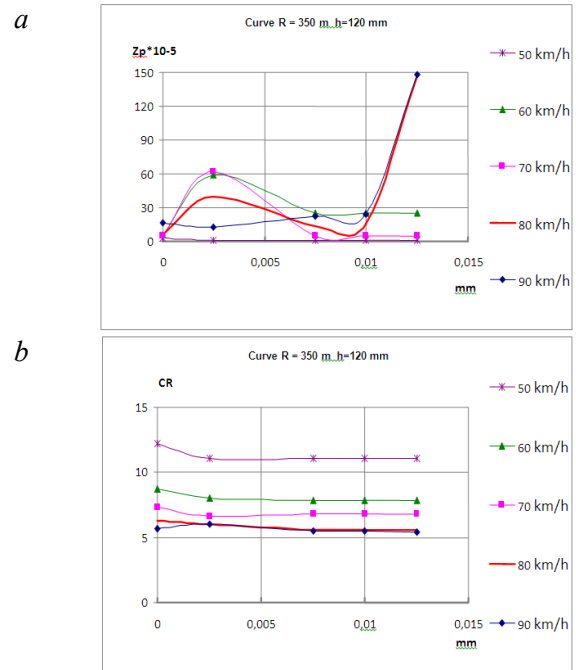 a
Curve R = 350 m h=120 mm
Zp*10-5
150
120
90
60
30
0
0
0,005
0,01
0,015
mm
50 km/h
60 km/h
70 km/h
80 km/h
90 km/h
b
Curve R = 350 m h=120 mm
CR
15
10
5
0
0
0,005
0,01
0,015
mm
50 km/h
60 km/h
70 km/h
80 km/h
90 km/h